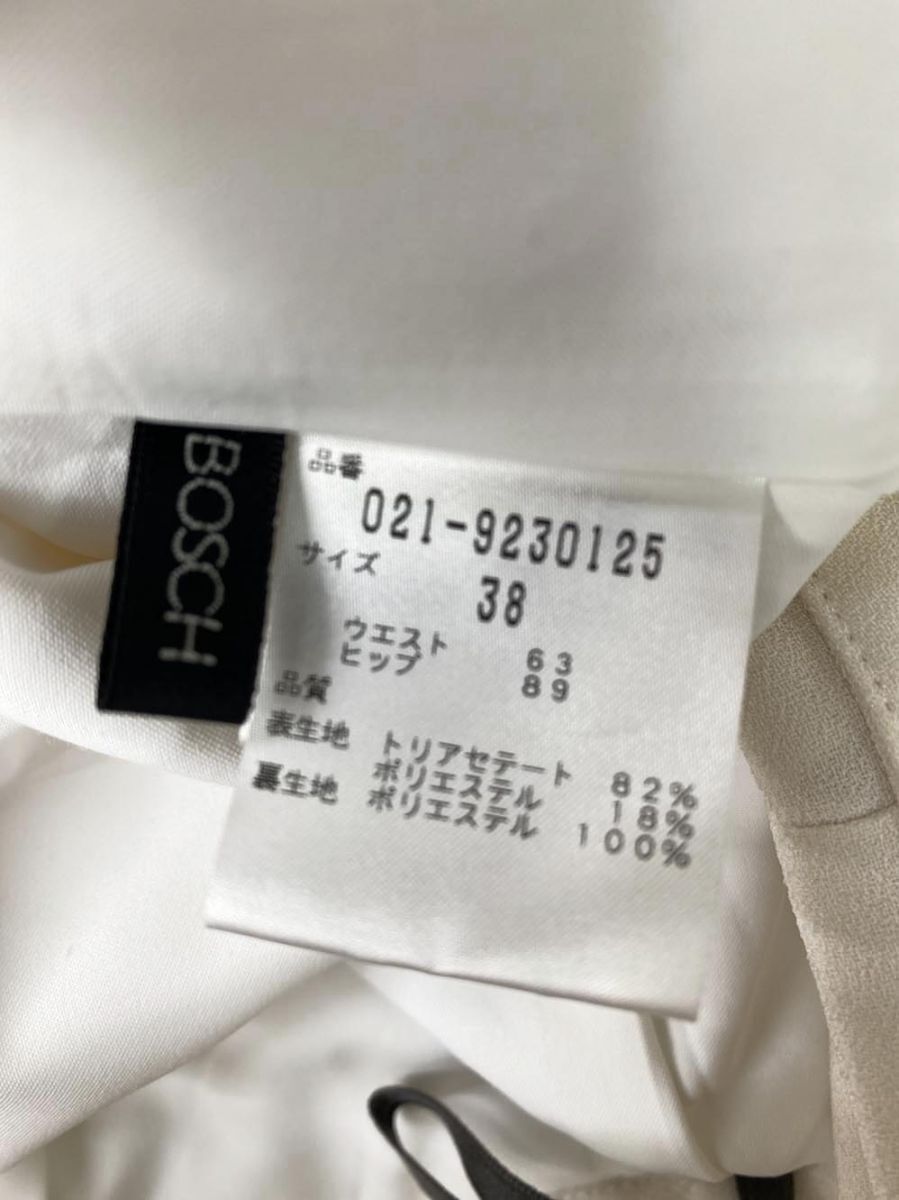 BOSCH
品番
021-9230125
サイズ
38
ウエスト 63
ヒップ 89
品質
表生地 トリアセテート 82%
ポリエステル 18%
裏生地 ポリエステル 100%